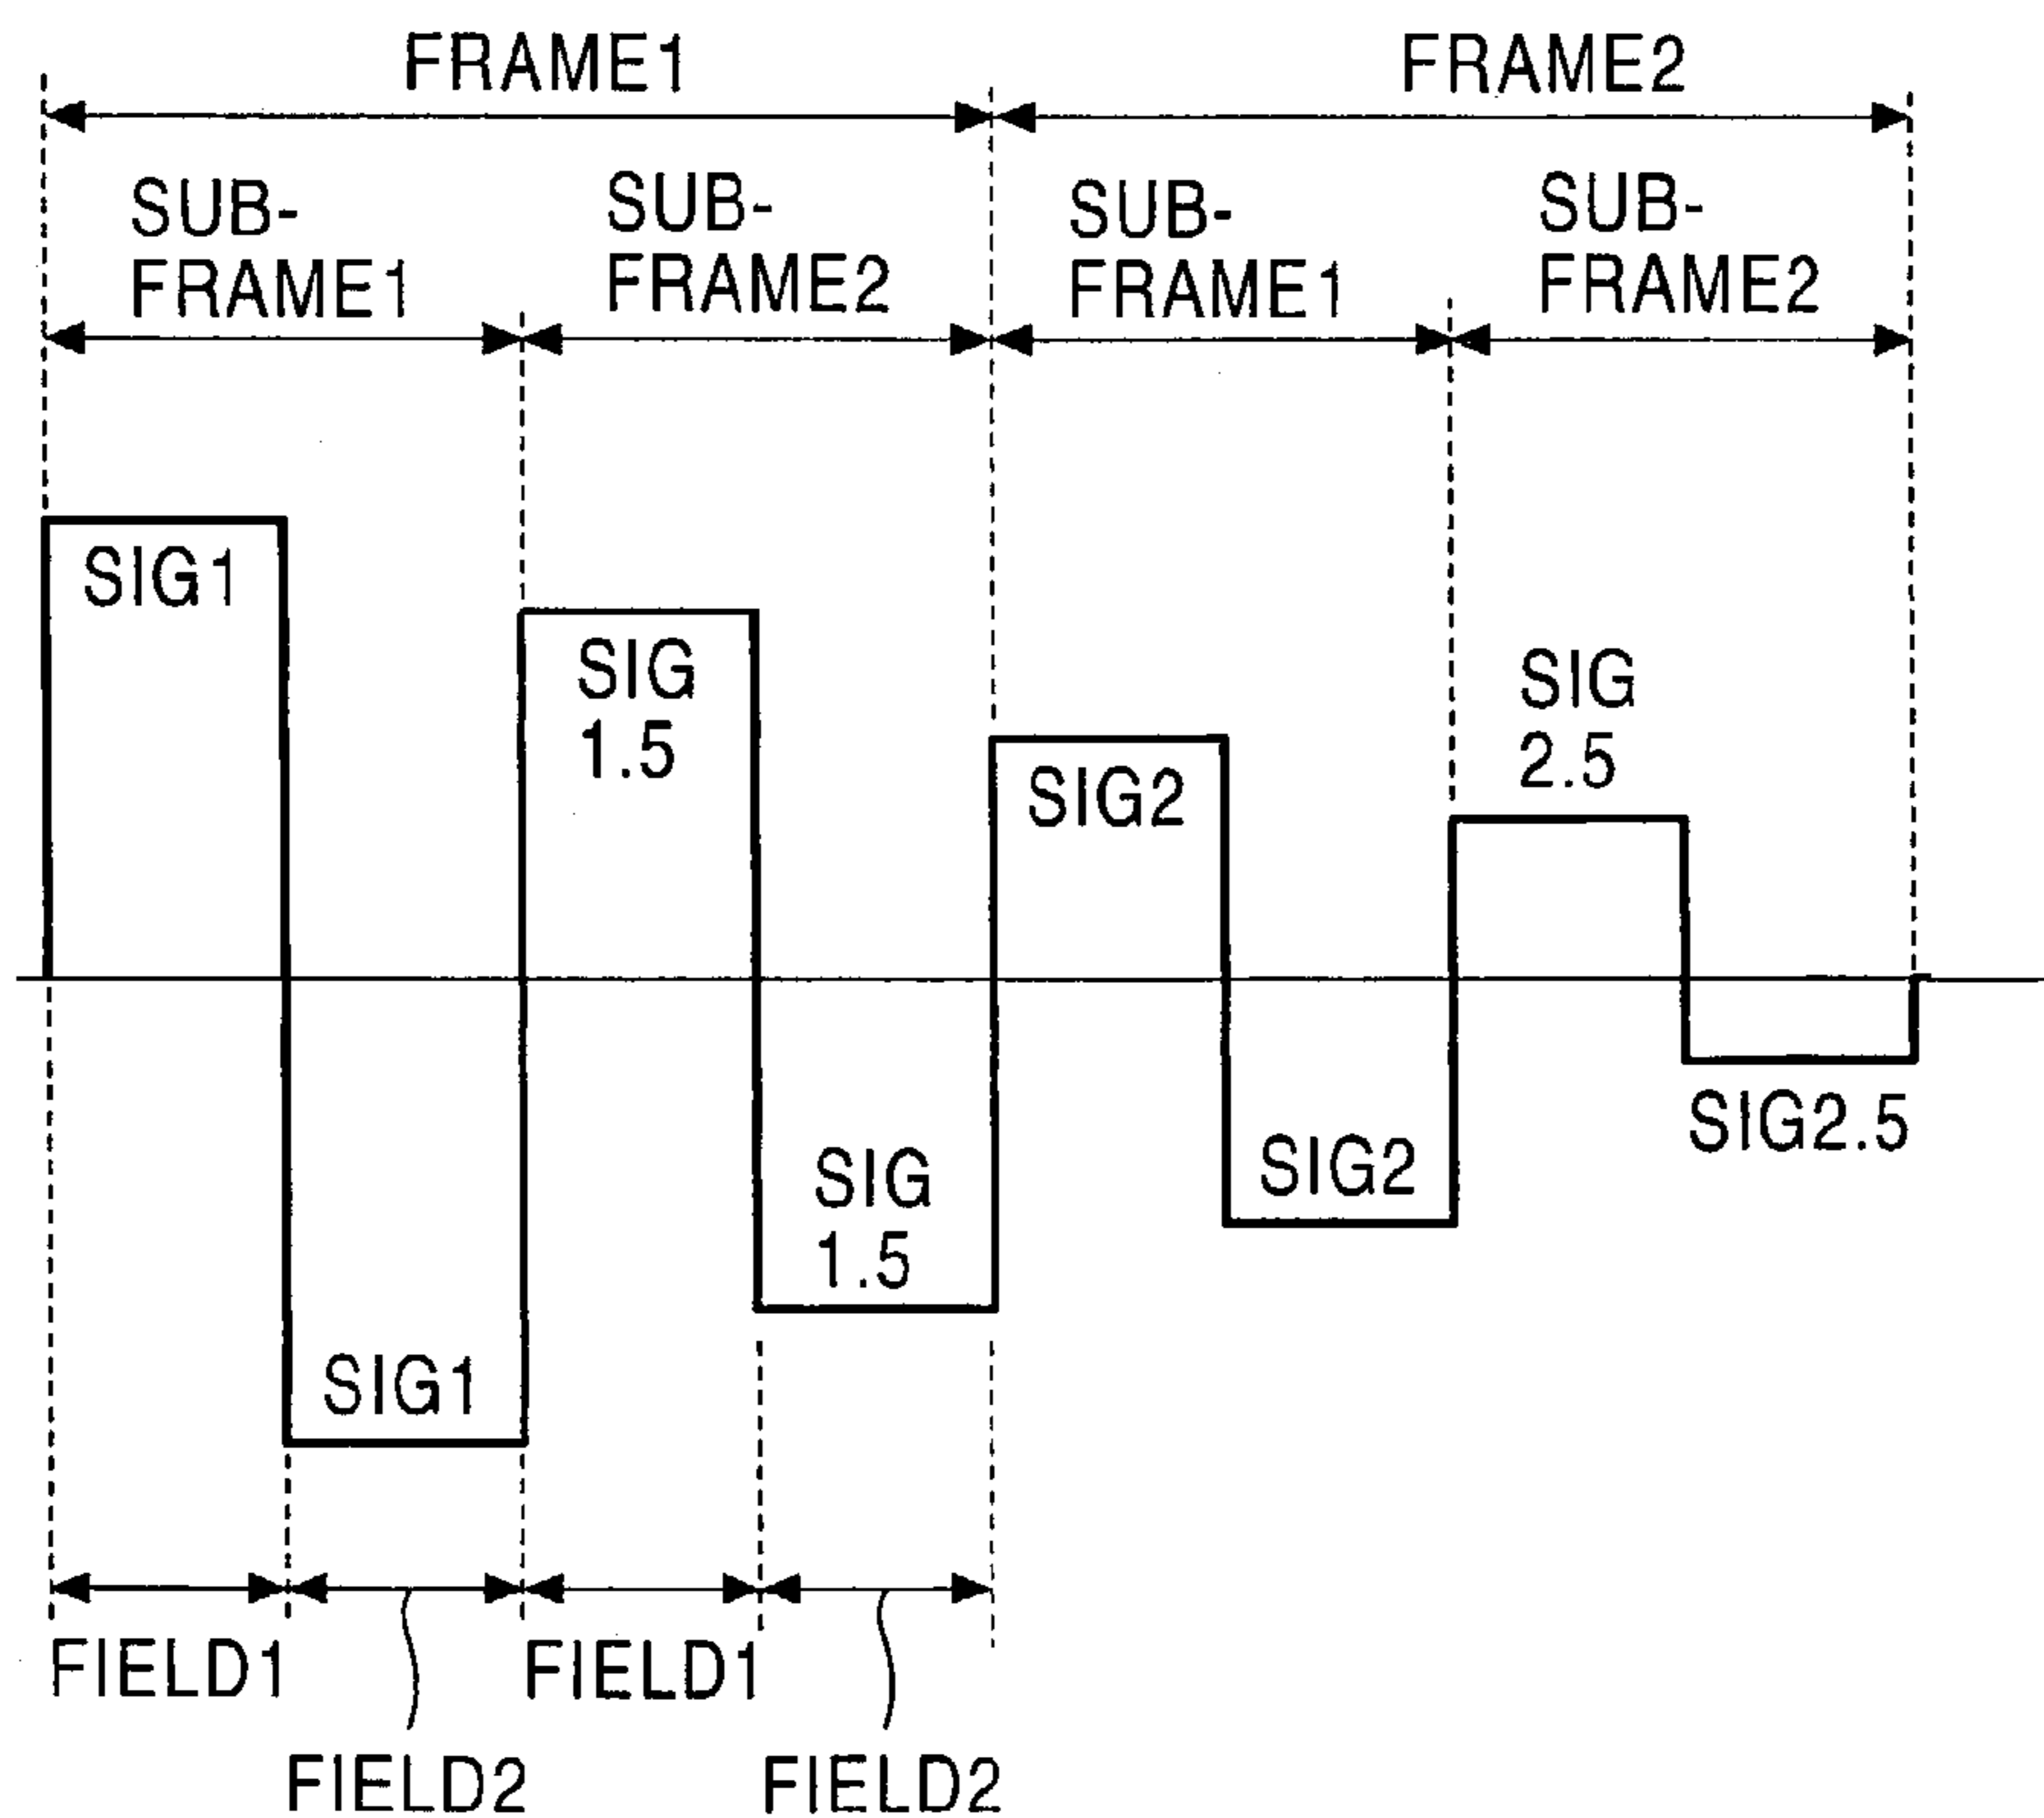 FRAME1
FRAME2
SUB-
FRAME1
SUB-
FRAME2
SUB-
FRAME1
SUB-
FRAME2
SIG1
SIG
1.5
SIG2
SIG
2.5
SIG1
SIG
1.5
SIG2
SIG2.5
FIELD1
FIELD2
FIELD1
FIELD2